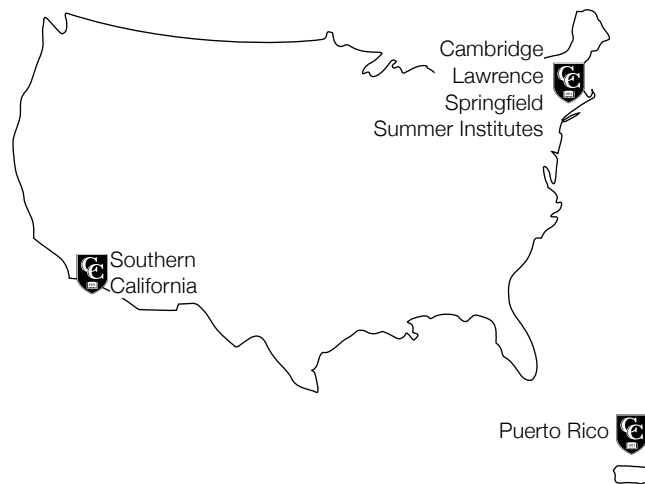 Cambridge
Lawrence
Springfield
Summer Institutes
Southern
California
Puerto Rico